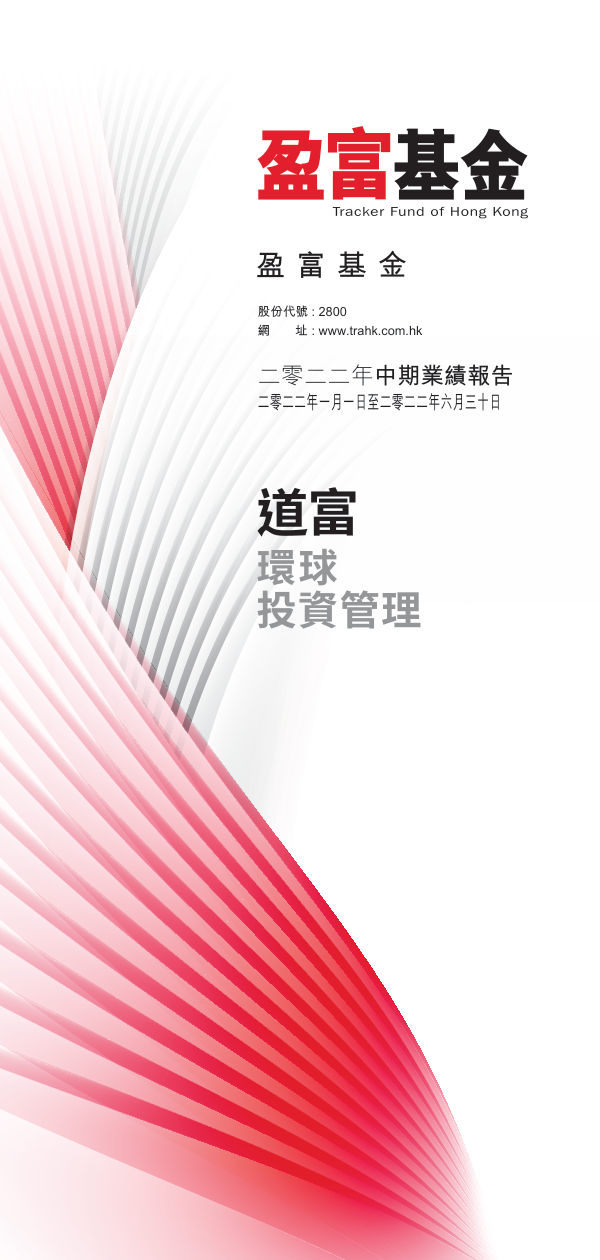 盈富基金
Tracker Fund of Hong Kong
盈富基金
股份代號 : 2800
網　　址 : www.trahk.com.hk
二零二二年中期業績報告
二零二二年一月一日至二零二二年六月三十日
道富
環球
投資管理